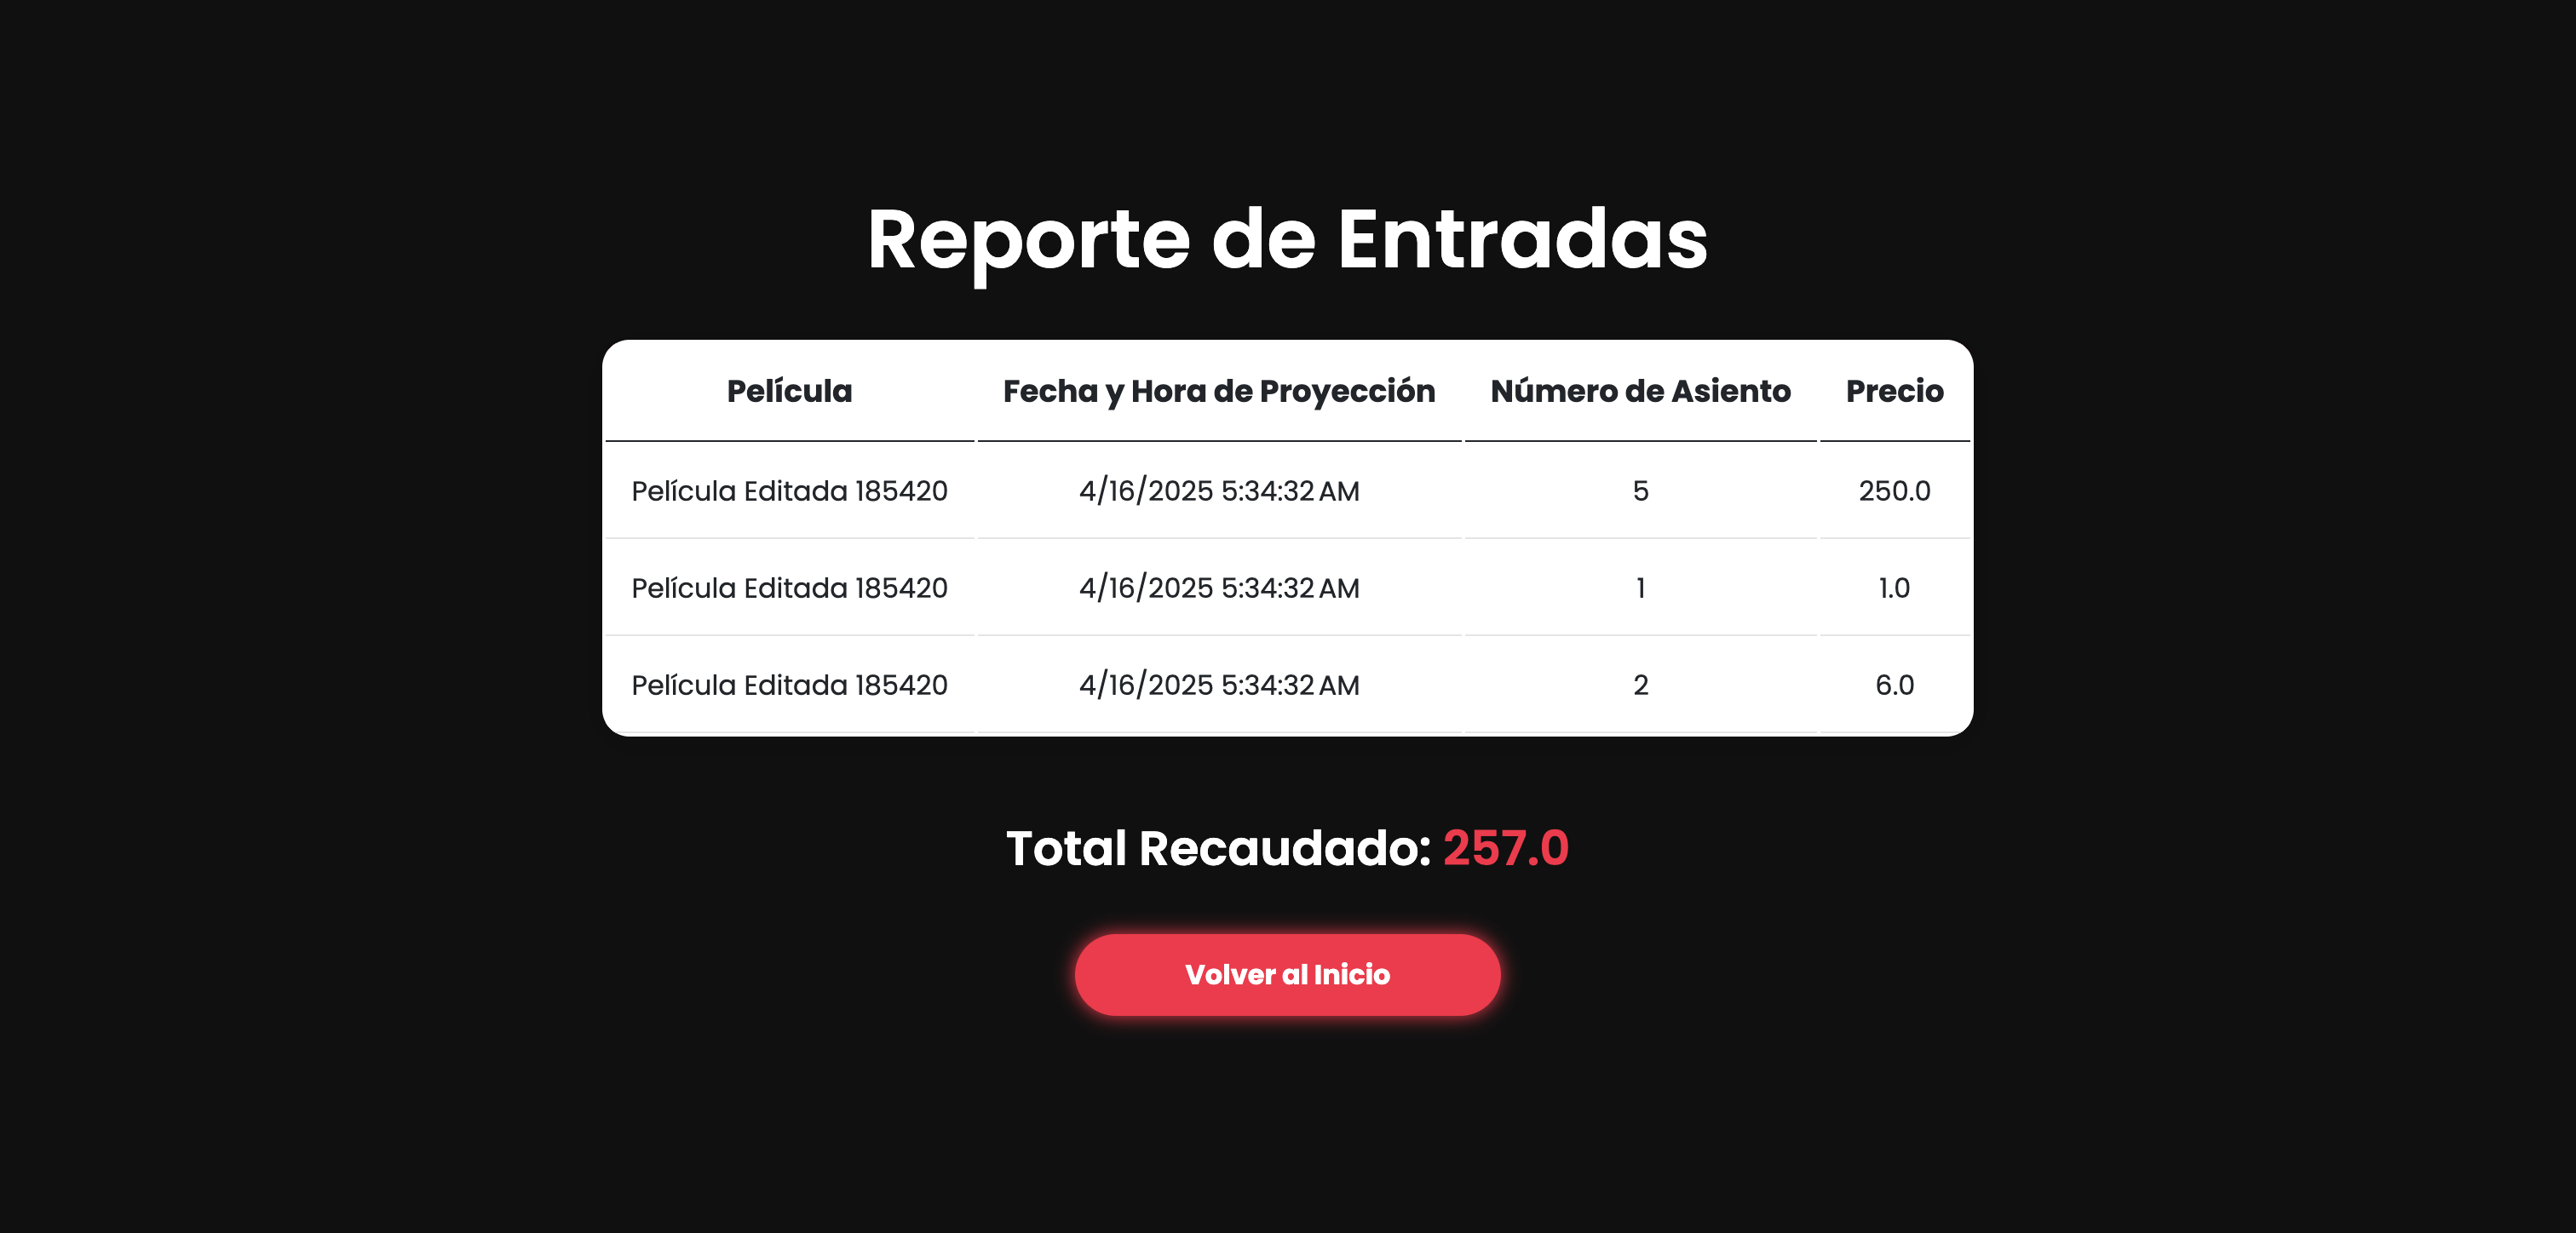 Reporte de Entradas
Película Fecha y Hora de Proyección Número de Asiento Precio
Película Editada 185420 4/16/2025 5:34:32 AM 5 250.0
Película Editada 185420 4/16/2025 5:34:32 AM 1 1.0
Película Editada 185420 4/16/2025 5:34:32 AM 2 6.0
Total Recaudado: 257.0
Volver al Inicio